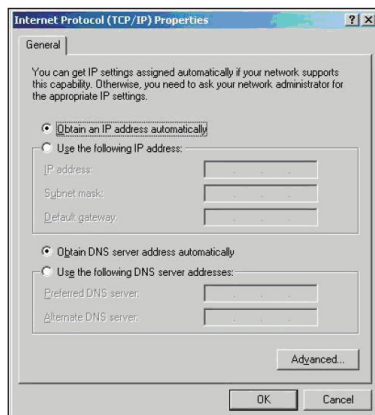 Internet Protocol (TCP/IP) Properties
General
You can get IP settings assigned automatically if your network supports
this capability. Otherwise, you need to ask your network administrator for
the appropriate IP settings.
Obtain an IP address automatically
Use the following IP address:
IP address:
Subnet mask:
Default gateway:
Obtain DNS server address automatically
Use the following DNS server addresses:
Preferred DNS server:
Alternate DNS server:
Advanced...
OK Cancel